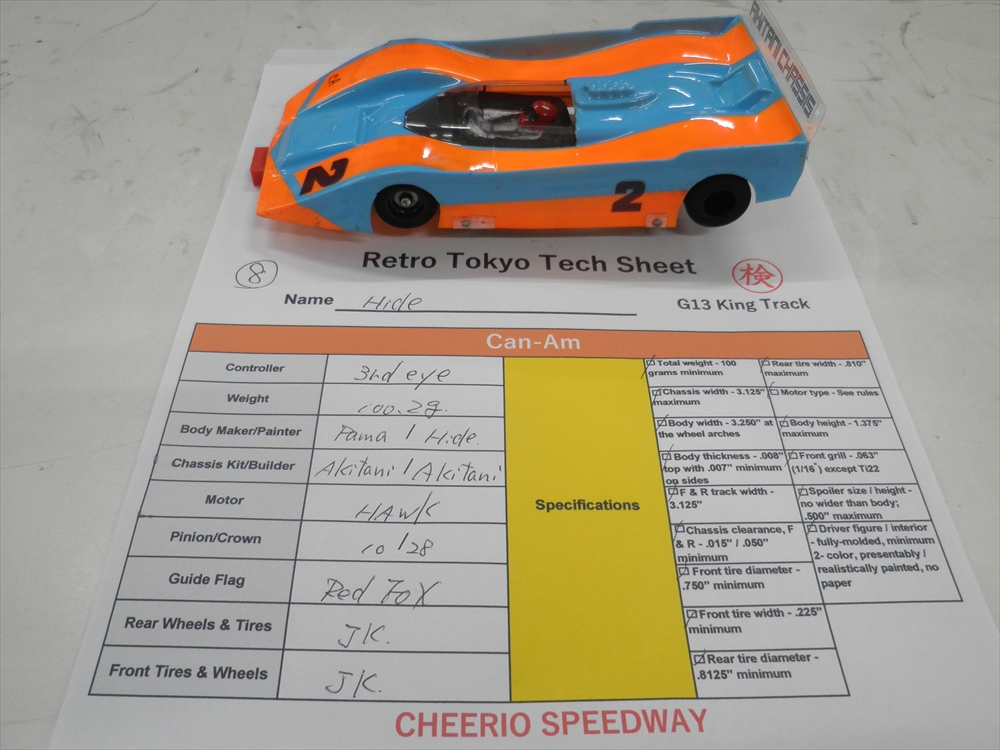 AKITANI CHASSIS
2
2
2
Retro Tokyo Tech Sheet
8
検
Name Hide
G13 King Track
Can-Am
Controller 3rd eye
Weight 100.2g.
Body Maker/Painter Pama / Hide.
Chassis Kit/Builder Akitani / Akitani
Motor HAWK
Pinion/Crown 10/28
Guide Flag Red FoX
Rear Wheels & Tires JK.
Front Tires & Wheels JK.
Specifications
Total weight - 100
grams minimum
Chassis width - 3.125"
maximum
Body width - 3.250" at
the wheel arches
Body thickness - .008"
top with .007" minimum
on sides
F & R track width -
3.125"
Chassis clearance, F
& R - .015" / .050"
minimum
Front tire diameter -
.750" minimum
Front tire width - .225"
minimum
Rear tire diameter -
.8125" minimum
Rear tire width - .810"
maximum
Motor type - See rules
Body height - 1.375"
maximum
Front grill - .063"
(1/16") except Ti22
Spoiler size / height -
no wider than body;
.500" maximum
Driver figure / interior
- fully-molded, minimum
2- color, presentably /
realistically painted, no
paper
CHEERIO SPEEDWAY